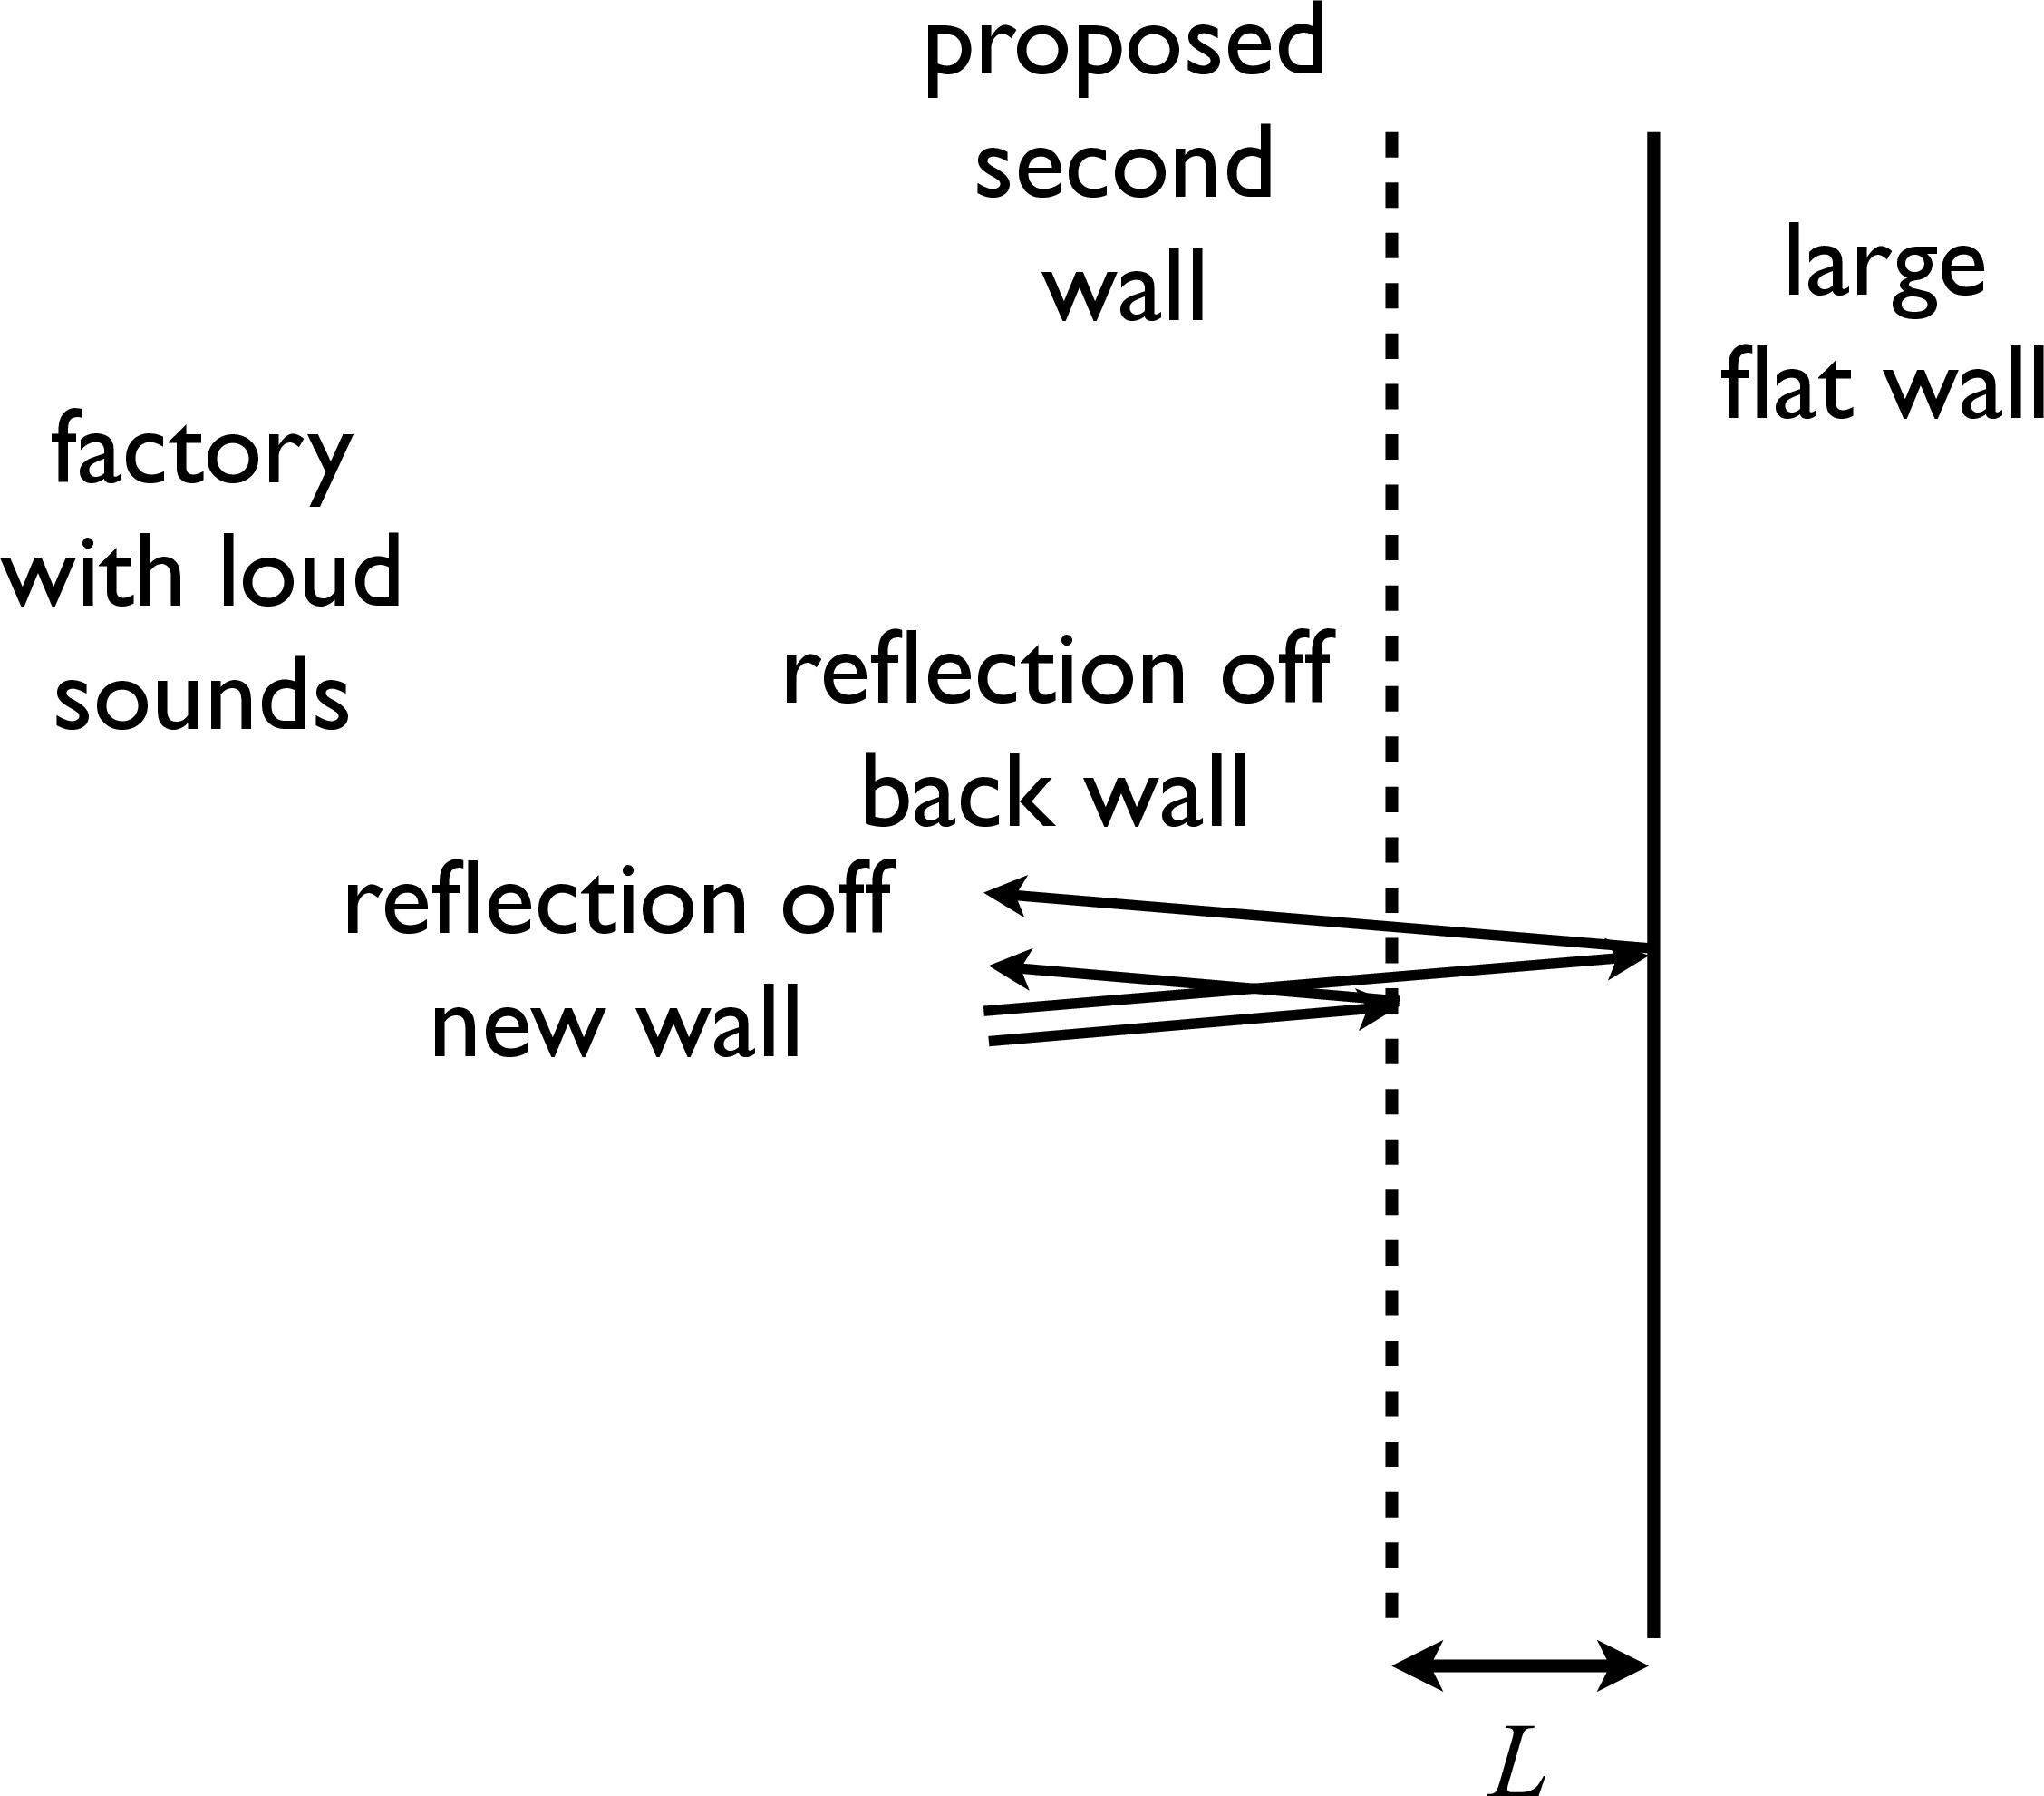 proposed
second
wall
large
flat wall
factory
with loud
sounds
reflection off
back wall
reflection off
new wall
L